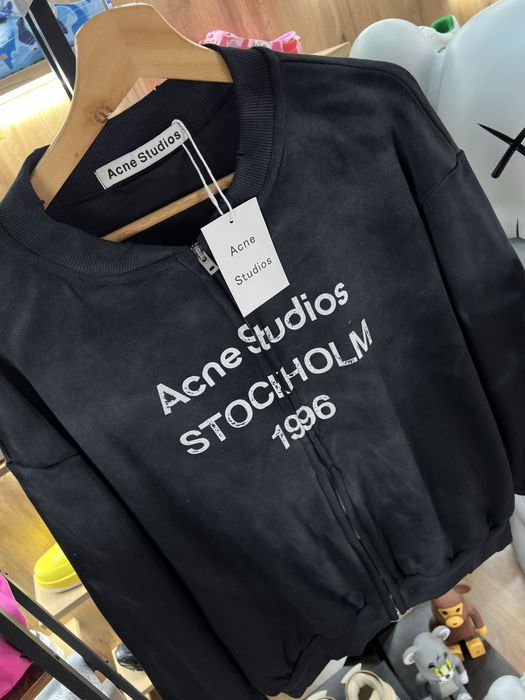 Acne Studios
Acne
Studios
Acne Studios
STOCKHOLM
1996